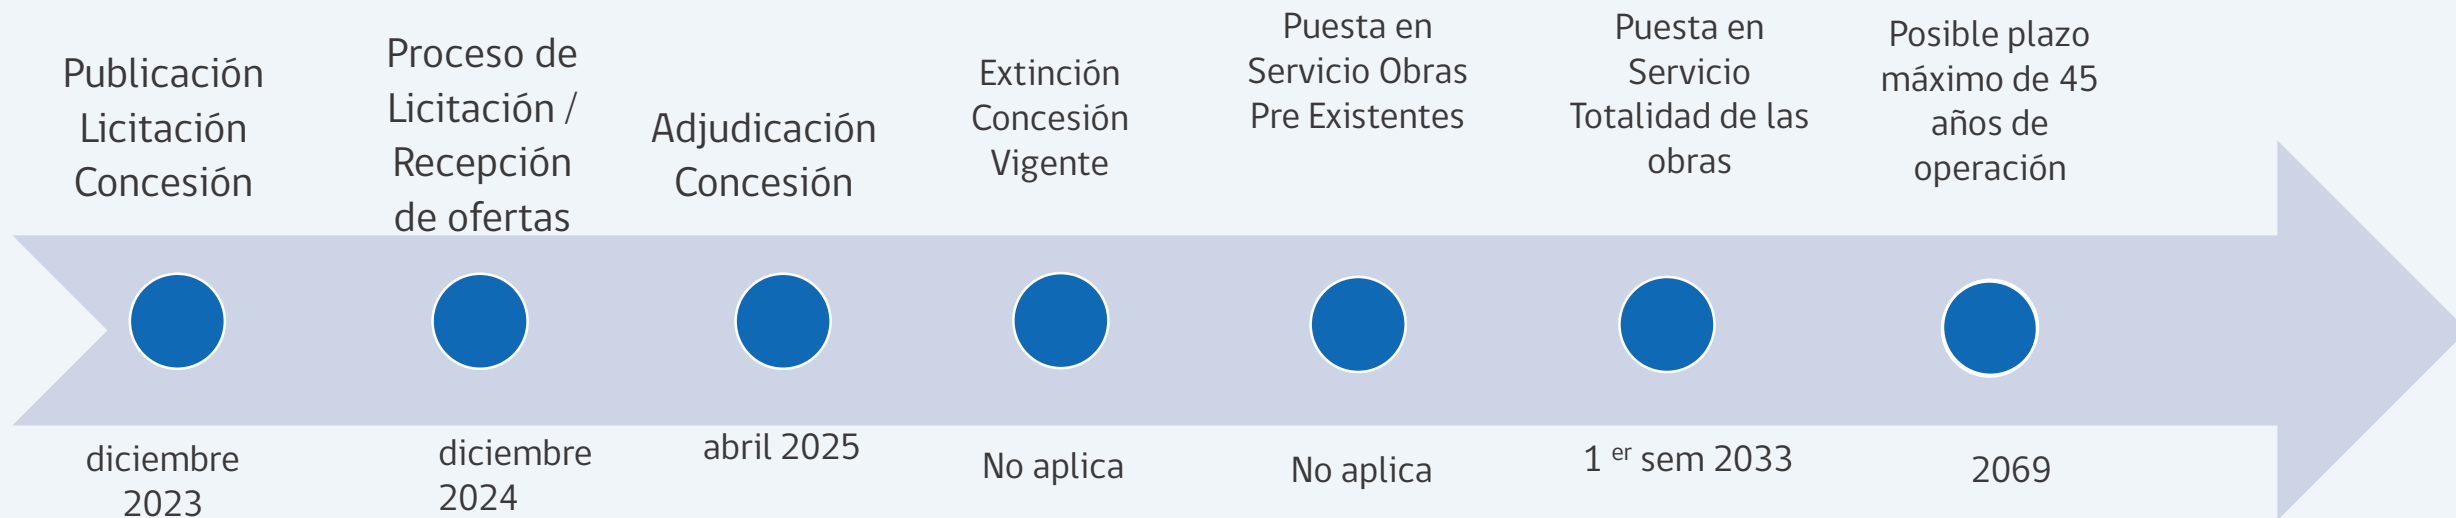 Publicación
Licitación
Concesión
Proceso de
Licitación /
Recepción
de ofertas
Adjudicación
Concesión
Extinción
Concesión
Vigente
Puesta en
Servicio Obras
Pre Existentes
Puesta en
Servicio
Totalidad de las
obras
Posible plazo
máximo de 45
años de
operación
diciembre
2023
diciembre
2024
abril 2025
No aplica
No aplica
1 er sem 2033
2069